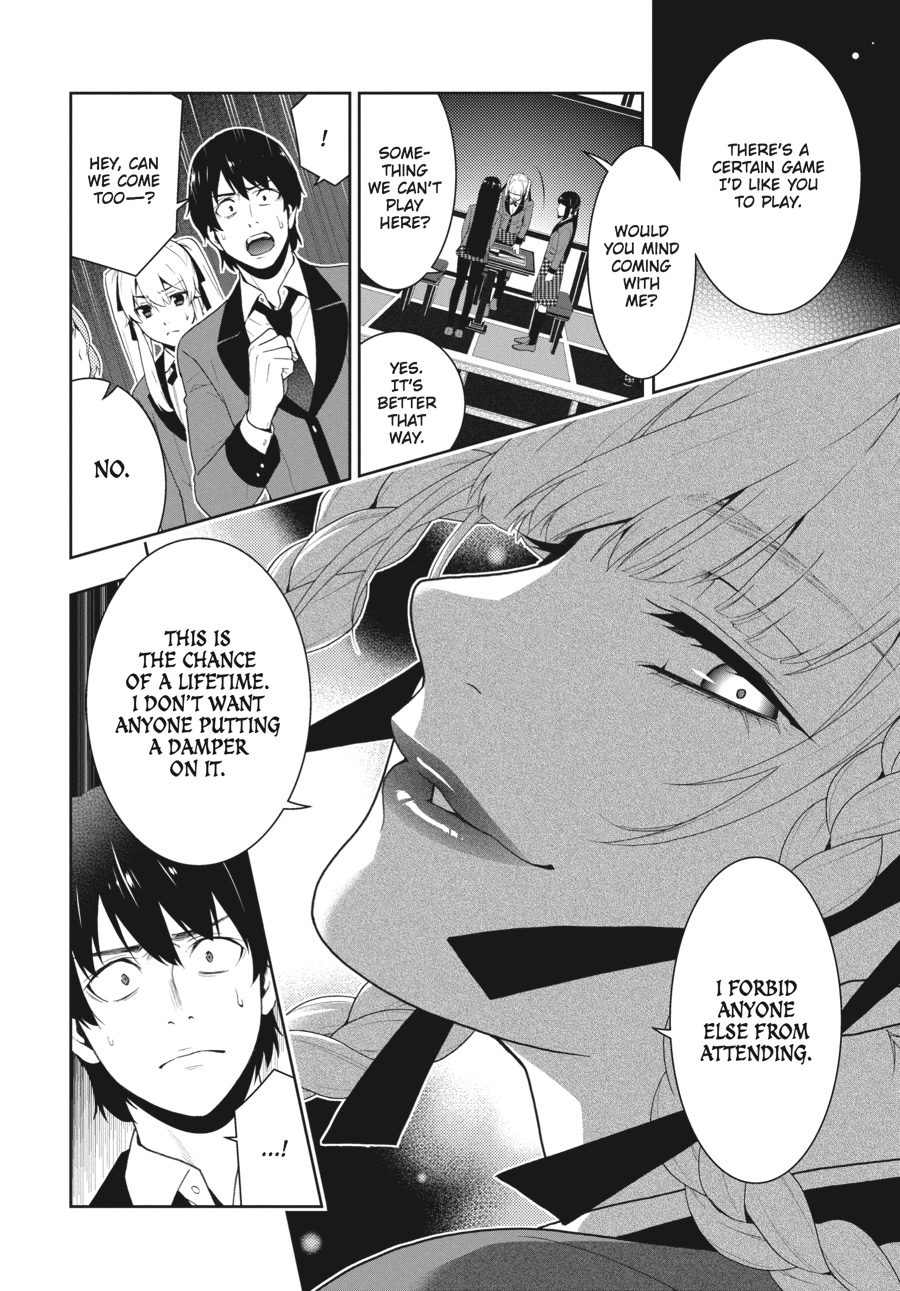 THERE'S A
CERTAIN GAME
I'D LIKE YOU
TO PLAY.
WOULD
YOU MIND
COMING
WITH
ME?
SOME-
THING
WE CAN'T
PLAY
HERE?
YES.
IT'S
BETTER
THAT
WAY.
!
HEY, CAN
WE COME
TOO—?
NO.
THIS IS
THE CHANCE
OF A LIFETIME.
I DON'T WANT
ANYONE PUTTING
A DAMPER
ON IT.
I FORBID
ANYONE
ELSE FROM
ATTENDING.
...!